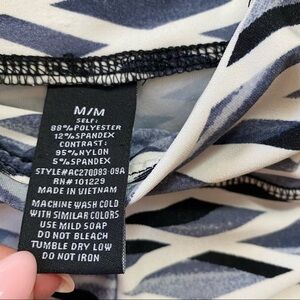 M/M
SELF:
88%POLYESTER
12%SPANDEX
CONTRAST:
95%NYLON
5%SPANDEX
STYLE#AC270083-09A
RN#101229
MADE IN VIETNAM
MACHINE WASH COLD
WITH SIMILAR COLORS
USE MILD SOAP
DO NOT BLEACH
TUMBLE DRY LOW
DO NOT IRON